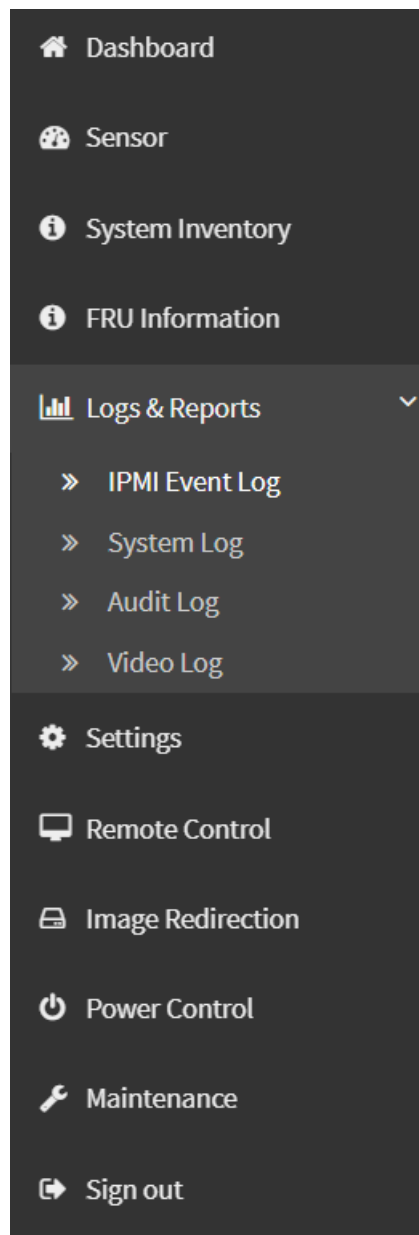 Dashboard
Sensor
System Inventory
FRU Information
Logs & Reports
IPMI Event Log
System Log
Audit Log
Video Log
Settings
Remote Control
Image Redirection
Power Control
Maintenance
Sign out